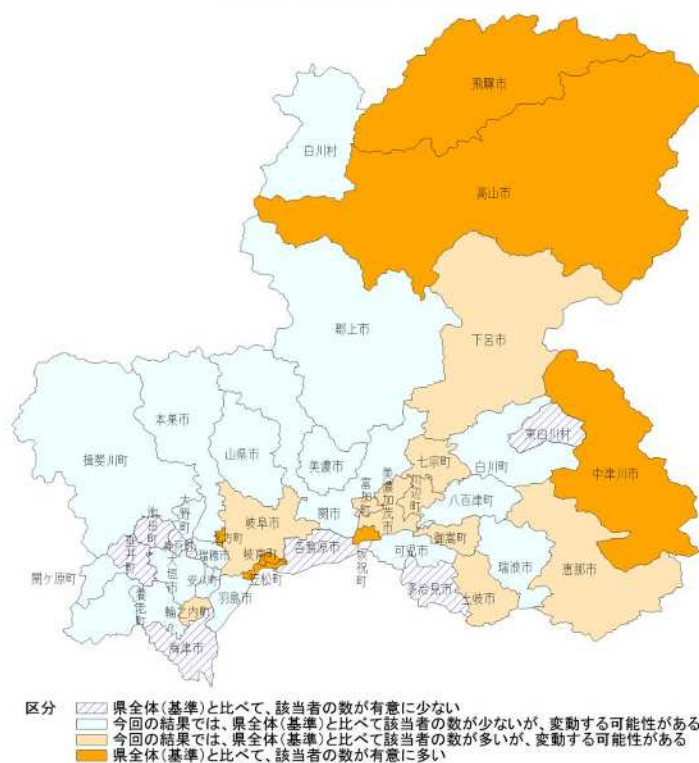 飛騨市
白川村
高山市
郡上市
下呂市
本巣市
東白川村
揖斐川町
山県市
美濃市
七宗町
白川町
中津川市
富加町
美濃加茂市
川辺町
八百津町
大野町
関市
岐阜市
池田町
神戸町
北方町
垂井町
岐南町
各務原市
坂祝町
御嵩町
瑞穂市
可児市
瑞浪市
恵那市
関ケ原町
大垣市
安八町
笠松町
羽島市
多治見市
土岐市
養老町
輪之内町
海津市
区分
県全体(基準)と比べて、該当者の数が有意に少ない
今回の結果では、県全体(基準)と比べて該当者の数が少ないが、変動する可能性がある
今回の結果では、県全体(基準)と比べて該当者の数が多いが、変動する可能性がある
県全体(基準)と比べて、該当者の数が有意に多い